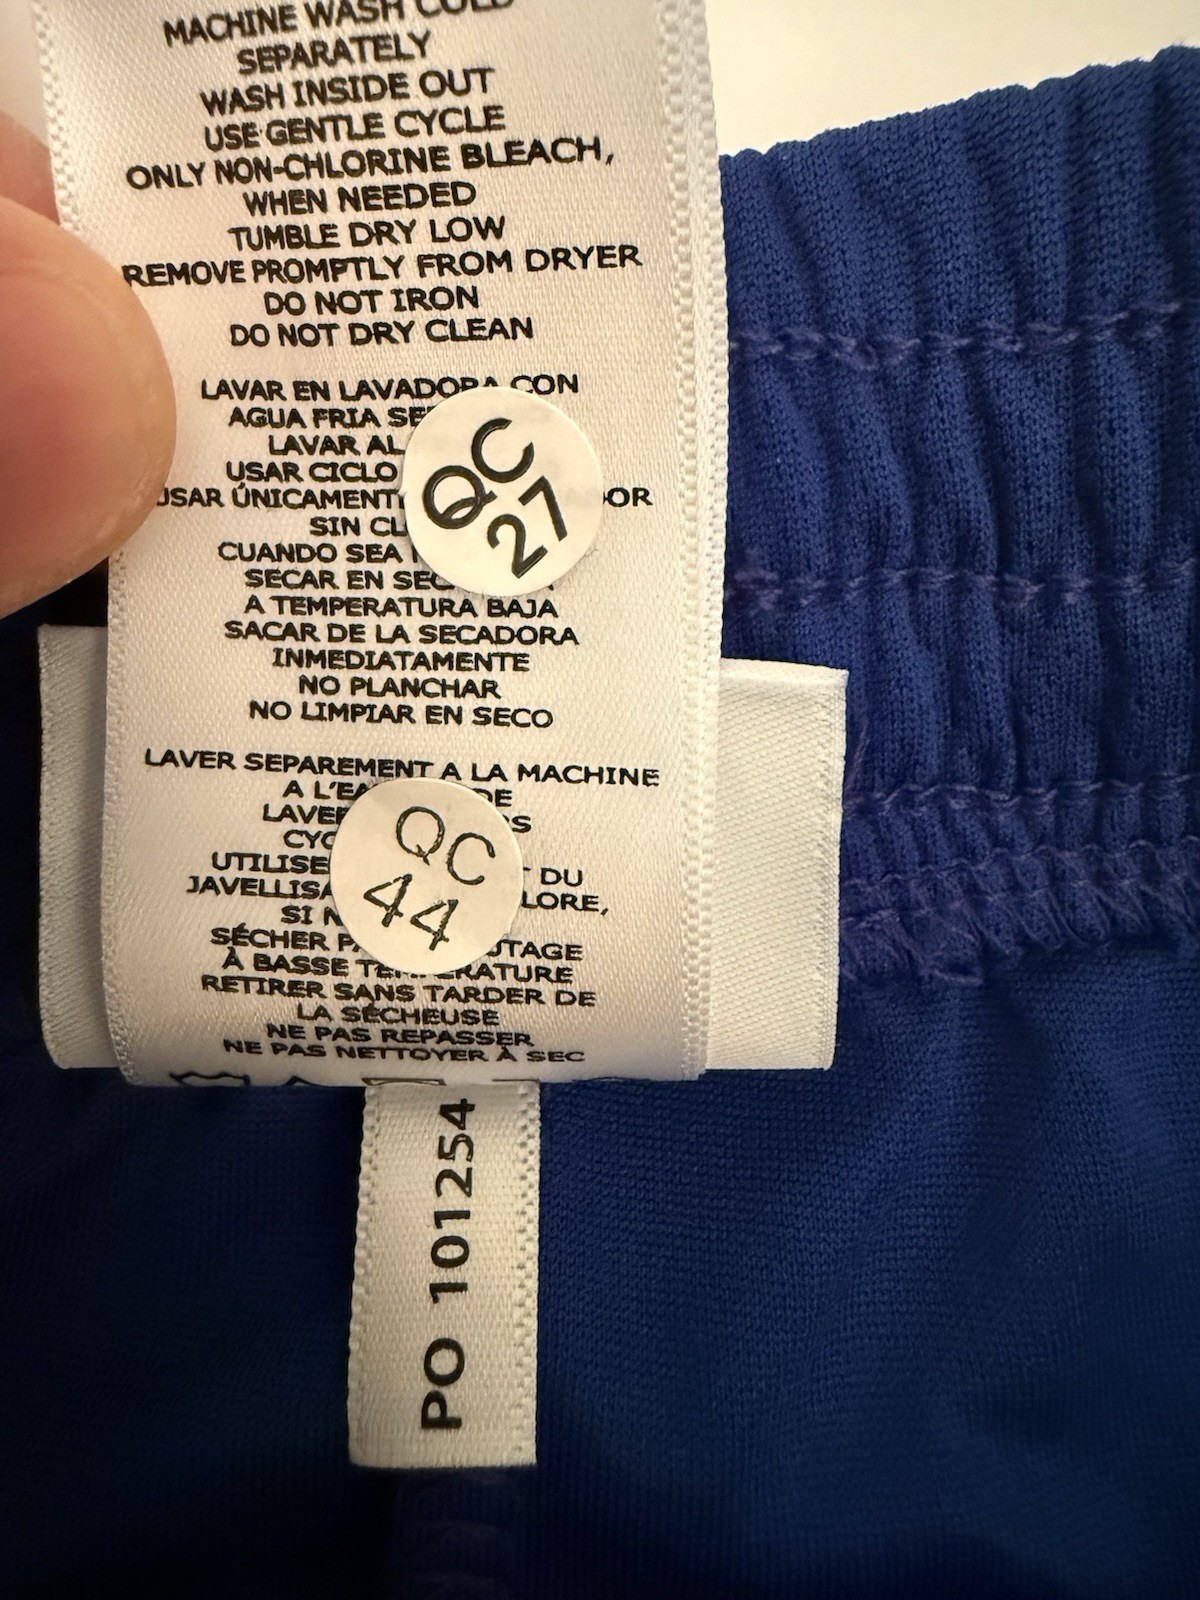 MACHINE WASH COLD
SEPARATELY
WASH INSIDE OUT
USE GENTLE CYCLE
ONLY NON-CHLORINE BLEACH,
WHEN NEEDED
TUMBLE DRY LOW
REMOVE PROMPTLY FROM DRYER
DO NOT IRON
DO NOT DRY CLEAN
LAVAR EN LAVADORA CON
AGUA FRIA
LAVAR AL
USAR CICLO
USAR ÚNICAMENTE
SIN
CUANDO SEA
SECAR EN
A TEMPERATURA BAJA
SACAR DE LA SECADORA
INMEDIATAMENTE
NO PLANCHAR
NO LIMPIAR EN SECO
QC
27
LAVER SEPAREMENT A LA MACHINE
A
UTILISE
DU
SI
SÉCHER
À BASSE TEMPÉRATURE
RETIRER SANS TARDER DE
LA SÉCHEUSE
NE PAS REPASSER
NE PAS NETTOYER À SEC
QC
44
PO 101254